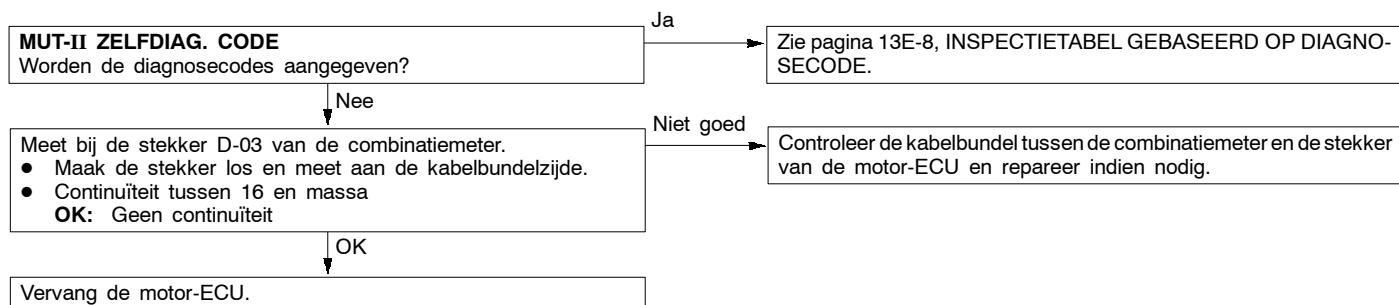 MUT-II ZELFDIAG. CODE
Worden de diagnosecodes aangegeven?
Ja
Zie pagina 13E-8, INSPECTIETABEL GEBASEERD OP DIAGNO-
SECODE.
Nee
Meet bij de stekker D-03 van de combinatiemeter.
● Maak de stekker los en meet aan de kabelbundelzijde.
● Continuïteit tussen 16 en massa
OK: Geen continuïteit
Niet goed
Controleer de kabelbundel tussen de combinatiemeter en de stekker
van de motor-ECU en repareer indien nodig.
OK
Vervang de motor-ECU.